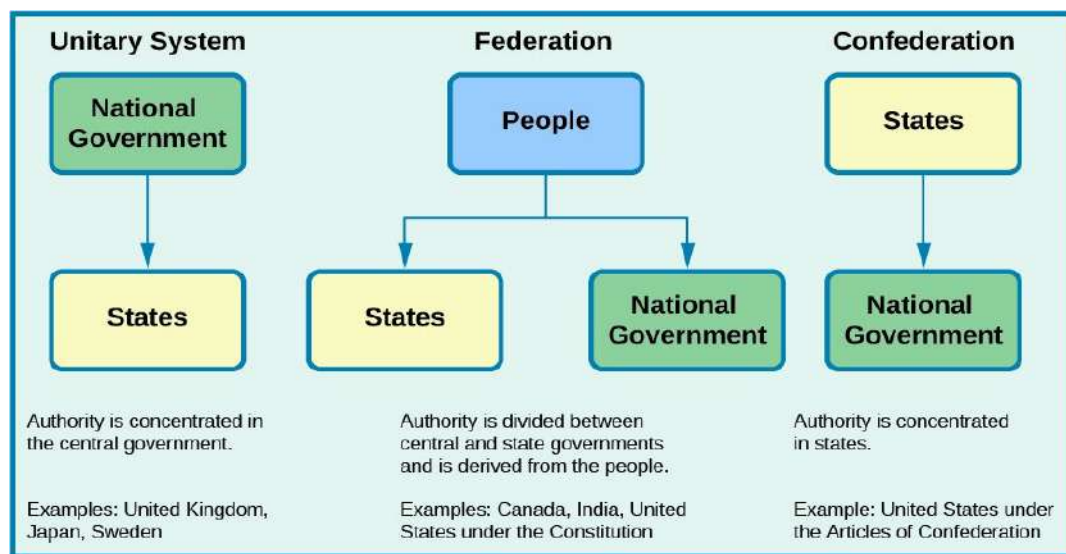 Unitary System
National
Government
States
Authority is concentrated in
the central government.
Examples: United Kingdom,
Japan, Sweden
Federation
People
States
National
Government
Authority is divided between
central and state governments
and is derived from the people.
Examples: Canada, India, United
States under the Constitution
Confederation
States
National
Government
Authority is concentrated
in states.
Example: United States under
the Articles of Confederation